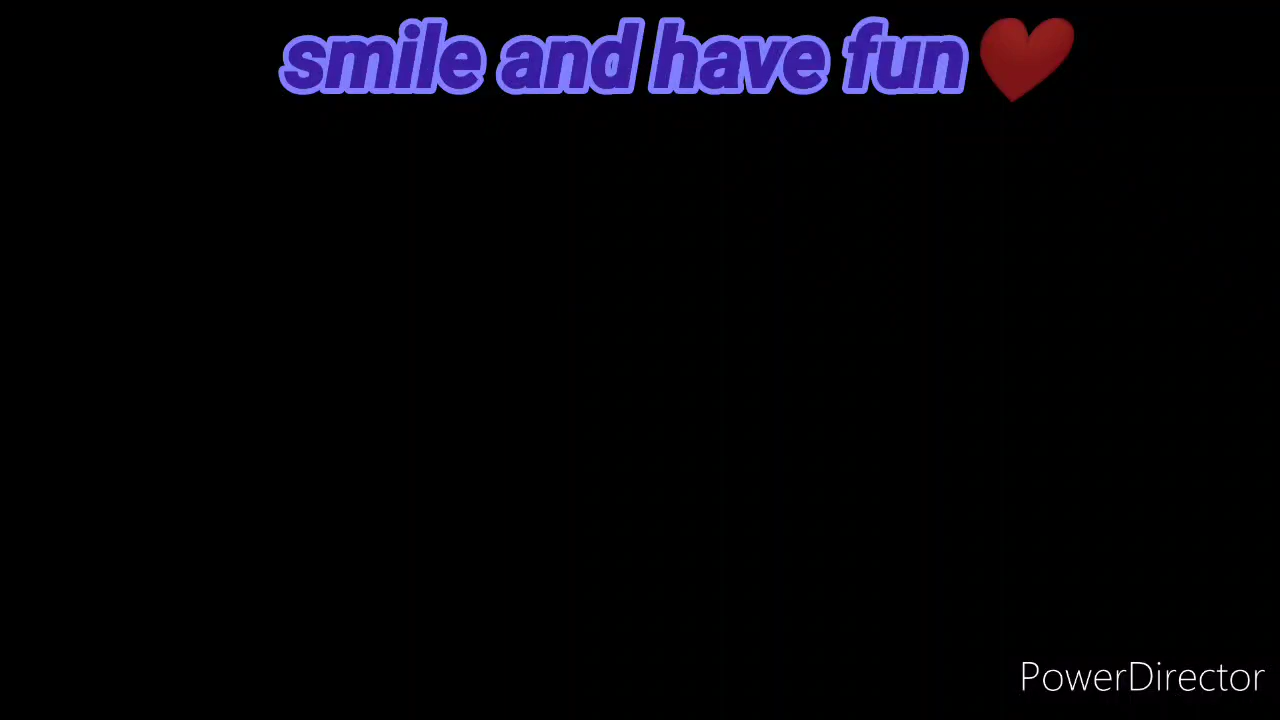 smile and have fun ❤
PowerDirector